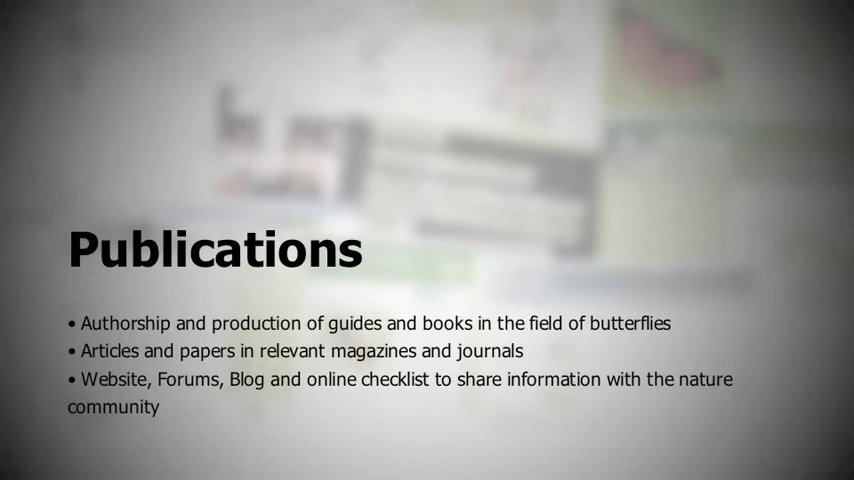 Publications
• Authorship and production of guides and books in the field of butterflies
• Articles and papers in relevant magazines and journals
• Website, Forums, Blog and online checklist to share information with the nature
community